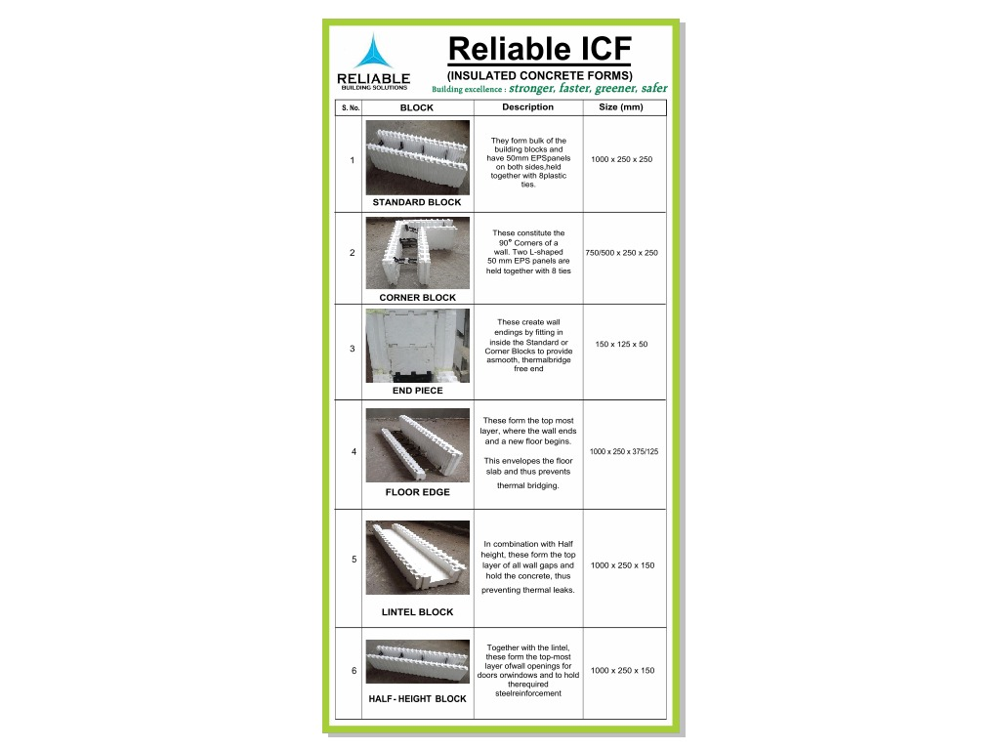 RELIABLE
BUILDING SOLUTIONS
Reliable ICF
(INSULATED CONCRETE FORMS)
Building excellence : stronger, faster, greener, safer
S. No. BLOCK Description Size (mm)
1
STANDARD BLOCK
They form bulk of the
building blocks and
have 50mm EPSpanels
on both sides,held
together with 8plastic
ties.
1000 x 250 x 250
2
CORNER BLOCK
These constitute the
90° Corners of a
wall. Two L-shaped
50 mm EPS panels are
held together with 8 ties
750/500 x 250 x 250
3
END PIECE
These create wall
endings by fitting in
inside the Standard or
Corner Blocks to provide
asmooth, thermalbridge
free end
150 x 125 x 50
4
FLOOR EDGE
These form the top most
layer, where the wall ends
and a new floor begins.
This envelopes the floor
slab and thus prevents
thermal bridging.
1000 x 250 x 375/125
5
LINTEL BLOCK
In combination with Half
height, these form the top
layer of all wall gaps and
hold the concrete, thus
preventing thermal leaks.
1000 x 250 x 150
6
HALF- HEIGHT BLOCK
Together with the lintel,
these form the top-most
layer ofwall openings for
doors orwindows and to hold
therequired
steelreinforcement
1000 x 250 x 150